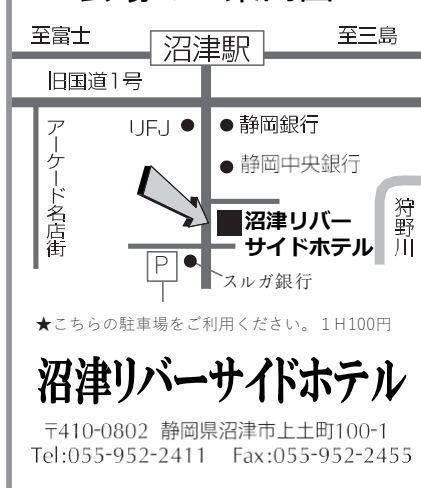 至富士
沼津駅
至三島
旧国道1号
アーケード名店街
UFJ
静岡銀行
静岡中央銀行
沼津リバー
サイドホテル
狩野川
P
スルガ銀行
★こちらの駐車場をご利用ください。1H100円
沼津リバーサイドホテル
〒410-0802 静岡県沼津市上土町100-1
Tel:055-952-2411 Fax:055-952-2455